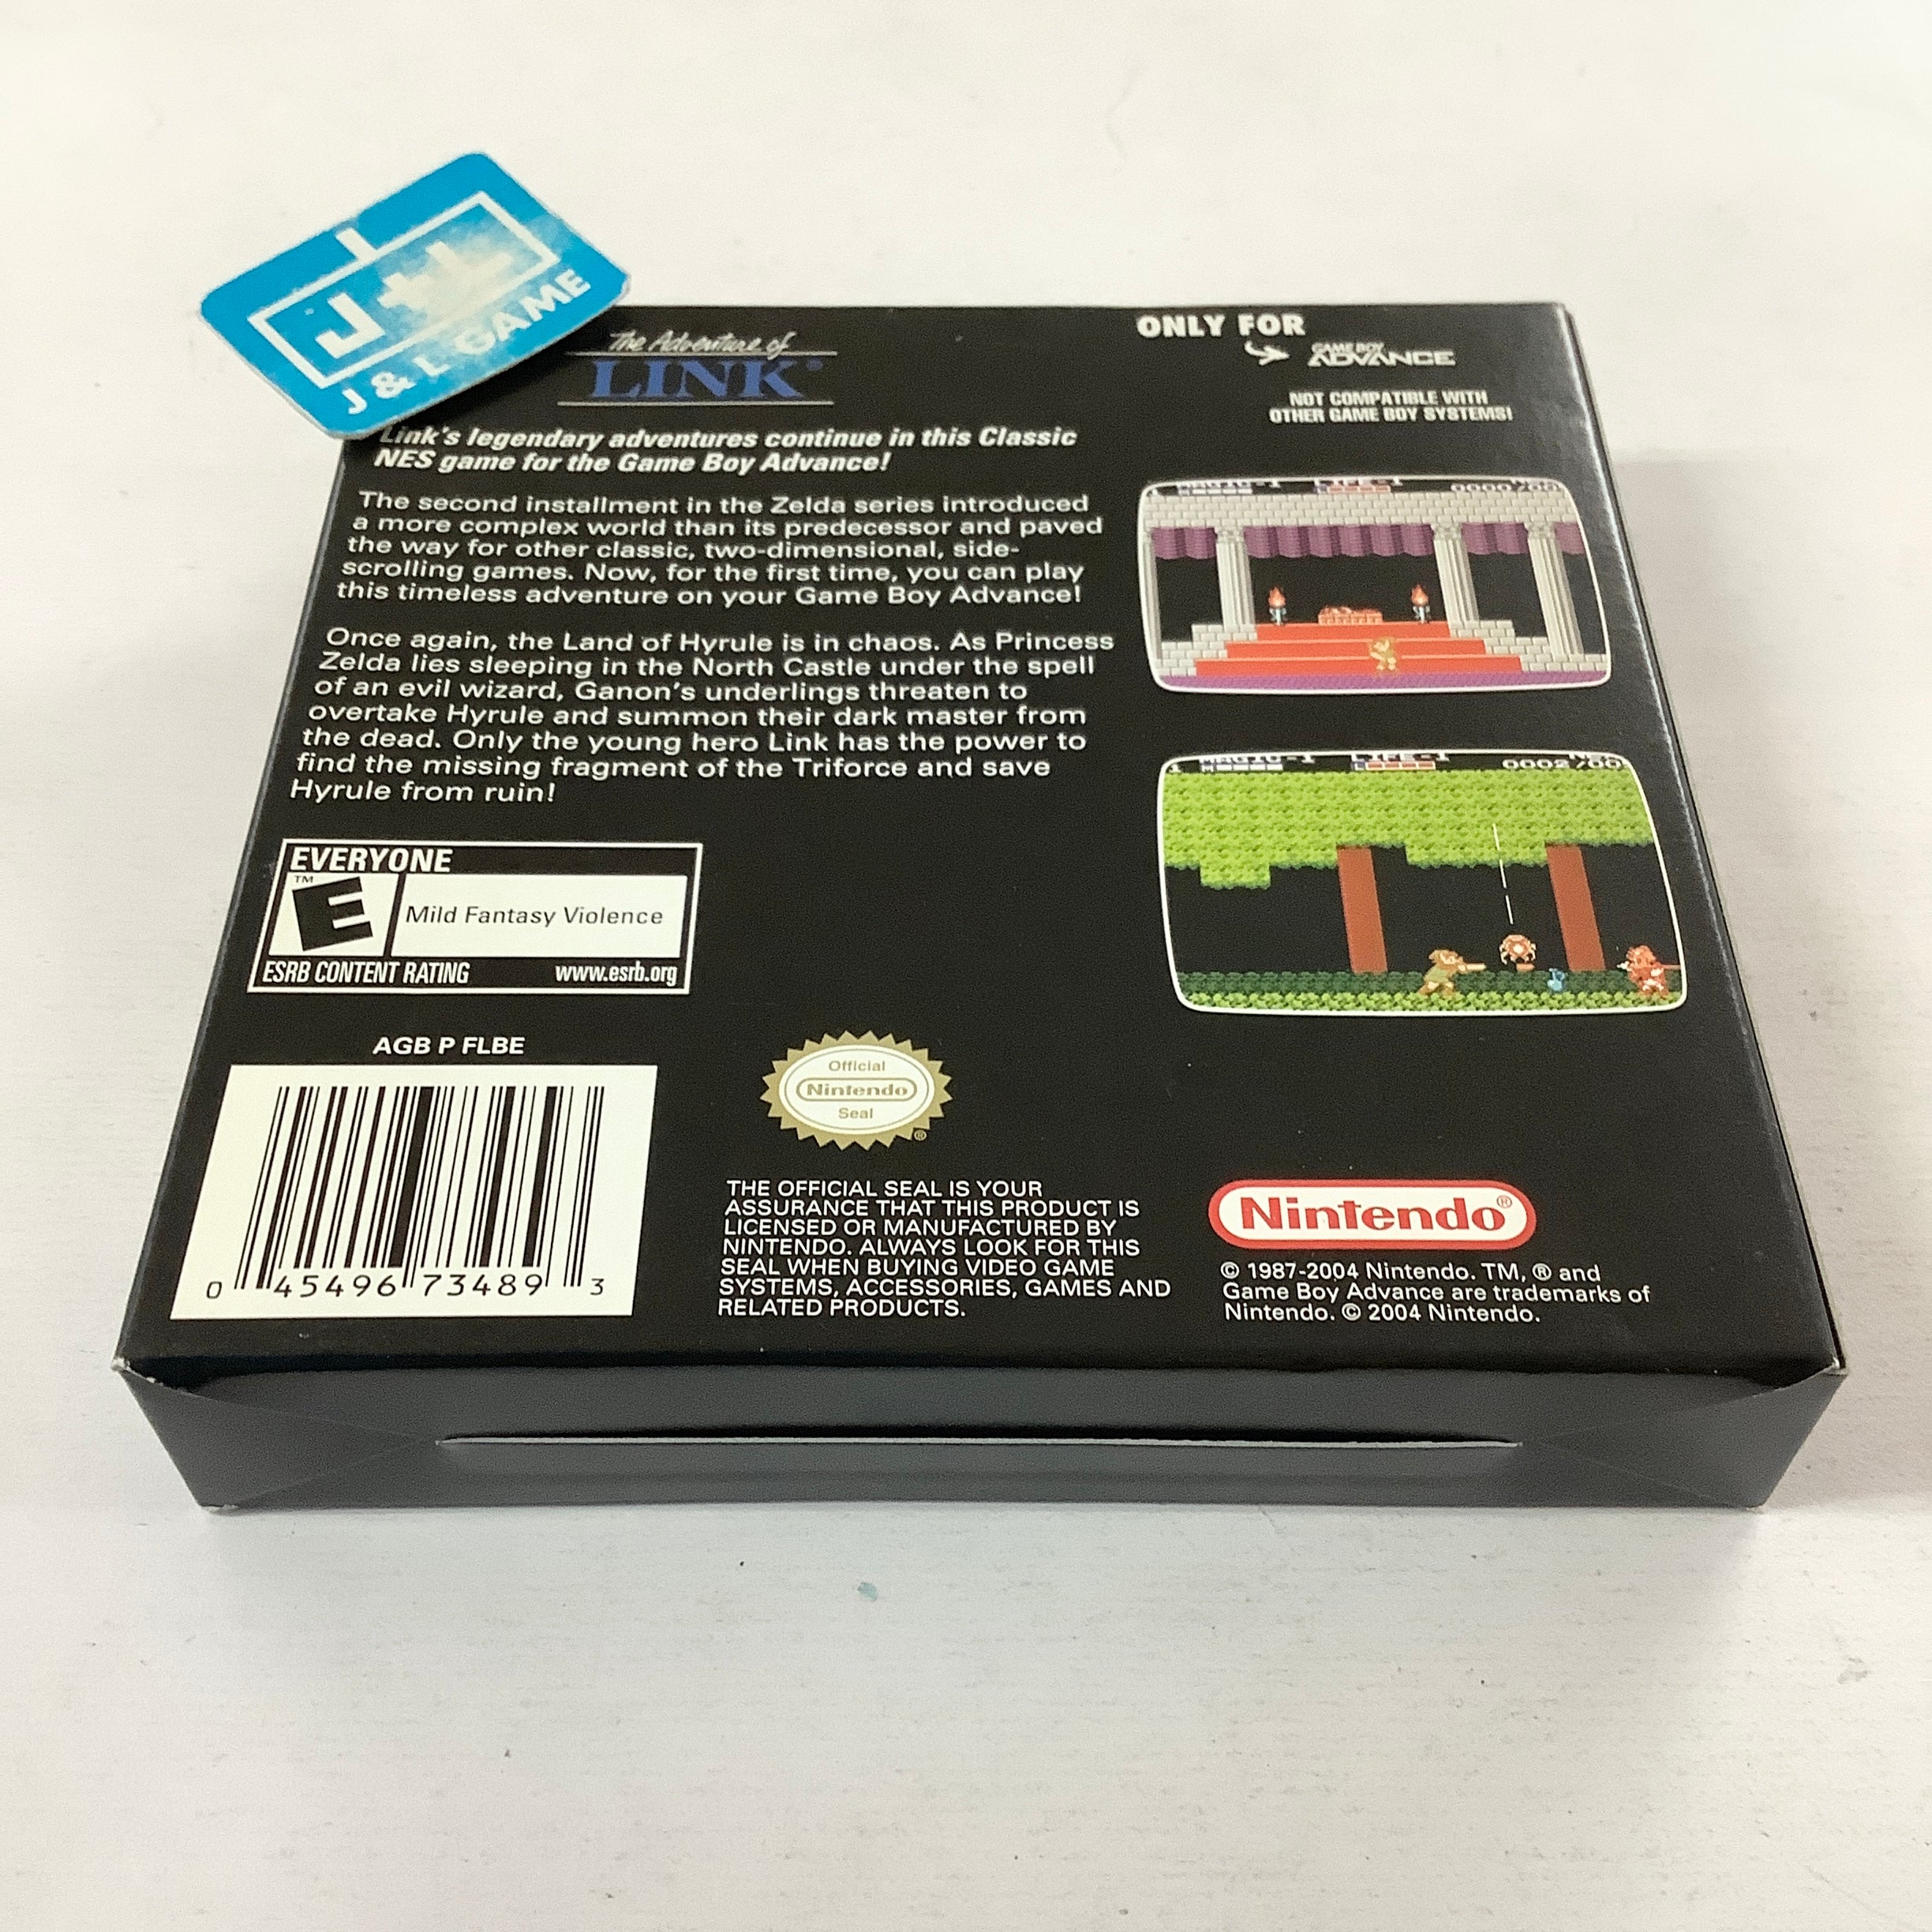 J+L
J & L GAME
The Adventure of
LINK®
ONLY FOR
GAME BOY
ADVANCE
NOT COMPATIBLE WITH
OTHER GAME BOY SYSTEMS!
Link's legendary adventures continue in this Classic
NES game for the Game Boy Advance!
The second installment in the Zelda series introduced
a more complex world than its predecessor and paved
the way for other classic, two-dimensional, side-
scrolling games. Now, for the first time, you can play
this timeless adventure on your Game Boy Advance!
Once again, the Land of Hyrule is in chaos. As Princess
Zelda lies sleeping in the North Castle under the spell
of an evil wizard, Ganon's underlings threaten to
overtake Hyrule and summon their dark master from
the dead. Only the young hero Link has the power to
find the missing fragment of the Triforce and save
Hyrule from ruin!
MAGIC-1 LIFE-1
MAGIC-1 LIFE-1
EVERYONE
E™
Mild Fantasy Violence
ESRB CONTENT RATING www.esrb.org
AGB P FLBE
0 45496 73489 3
Official
Nintendo
Seal
®
THE OFFICIAL SEAL IS YOUR
ASSURANCE THAT THIS PRODUCT IS
LICENSED OR MANUFACTURED BY
NINTENDO. ALWAYS LOOK FOR THIS
SEAL WHEN BUYING VIDEO GAME
SYSTEMS, ACCESSORIES, GAMES AND
RELATED PRODUCTS.
Nintendo®
© 1987-2004 Nintendo. TM, ® and
Game Boy Advance are trademarks of
Nintendo. © 2004 Nintendo.